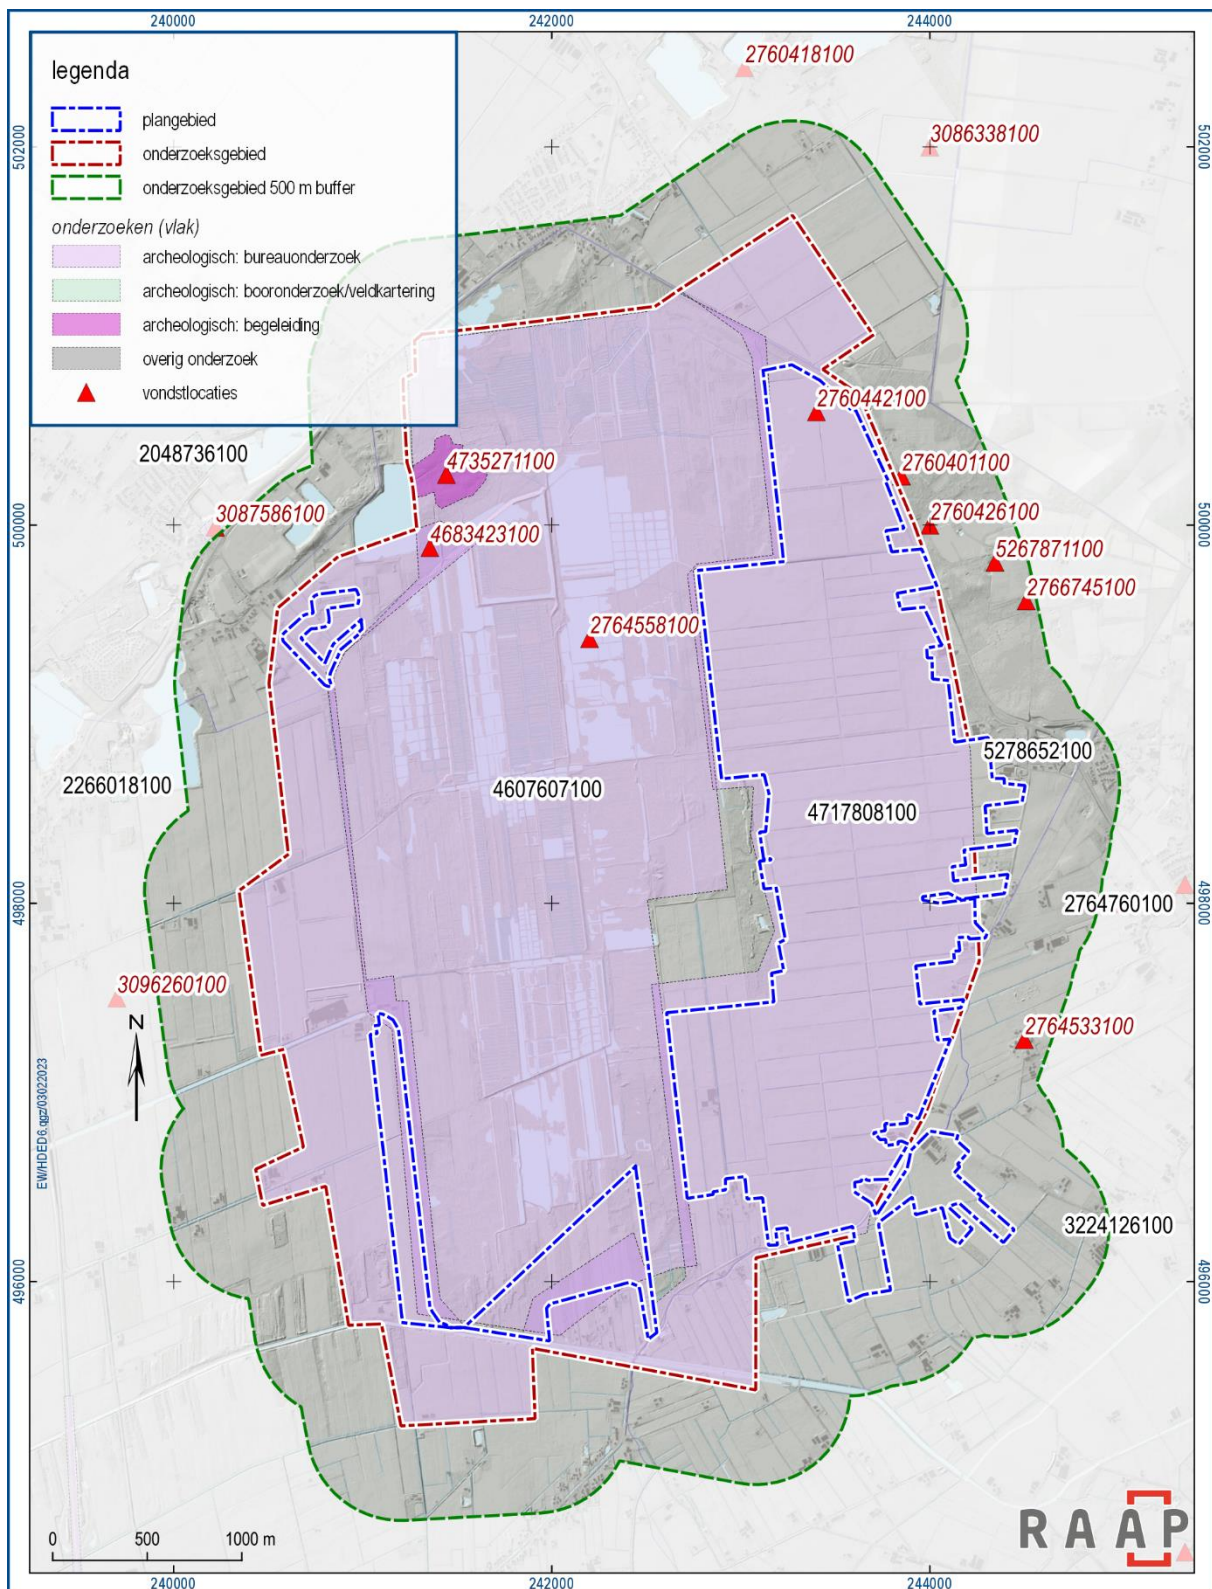 240000 242000 244000
legenda
plangebied
onderzoeksgebied
onderzoeksgebied 500 m buffer
onderzoeken (vlak)
archeologisch: bureauonderzoek
archeologisch: booronderzoek/veldkartering
archeologisch: begeleiding
overig onderzoek
vondstlocaties
2760418100
3086338100
502000 502000
2760442100
2048736100
4735271100
2760401100
3087586100
2760426100
500000 500000
4683423100
5267871100
2766745100
2764558100
5278652100
2266018100
4607607100
4717808100
498000 2764760100 498000
3096260100
N
2764533100
EW/HDED6.qgz/03022023
3224126100
496000 496000
0 500 1000 m
RAAP
240000 242000 244000